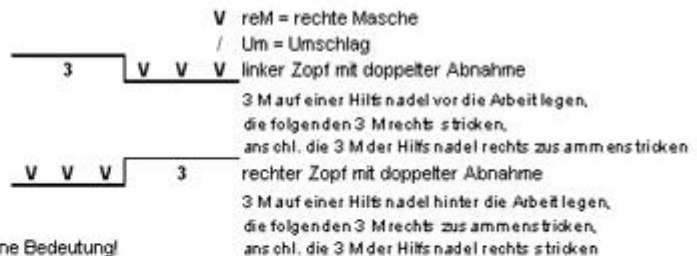 V reM = rechte Masche
/ Um = Umschlag
3 V V V linker Zopf mit doppelter Abnahme
3 M auf einer Hilfsnadel vor die Arbeit legen,
die folgenden 3 M rechts stricken,
anschl. die 3 M der Hilfsnadel rechts zusammenstricken
V V V 3 rechter Zopf mit doppelter Abnahme
3 M auf einer Hilfsnadel hinter die Arbeit legen,
die folgenden 3 M rechts zusammenstricken,
ne Bedeutung! anschl. die 3 M der Hilfsnadel rechts stricken